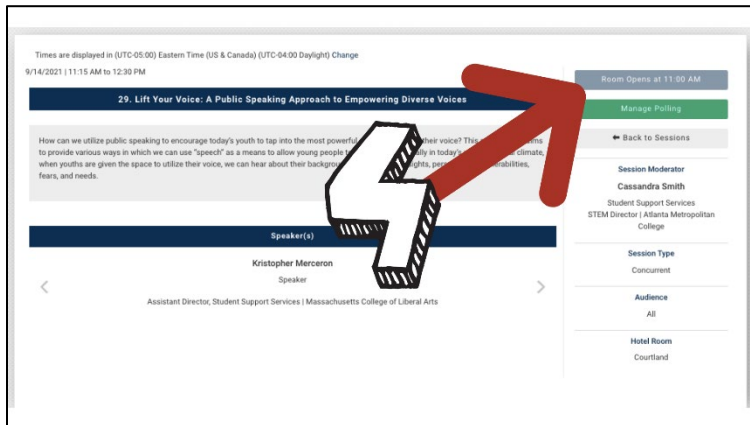 Times are displayed in (UTC-05:00) Eastern Time (US & Canada) (UTC-04:00 Daylight) Change
9/14/2021 | 11:15 AM to 12:30 PM
29. Lift Your Voice: A Public Speaking Approach to Empowering Diverse Voices
How can we utilize public speaking to encourage today's youth to tap into the most powerful their voice? This
to provide various ways in which we can use "speech" as a means to allow young people in today's climate,
when youths are given the space to utilize their voice, we can hear about their
fears, and needs.
Speaker(s)
Kristopher Merceron
Speaker
Assistant Director, Student Support Services | Massachusetts College of Liberal Arts
Room Opens at 11:00 AM
Manage Polling
Back to Sessions
Session Moderator
Cassandra Smith
Student Support Services
STEM Director | Atlanta Metropolitan
College
Session Type
Concurrent
Audience
All
Hotel Room
Courtland